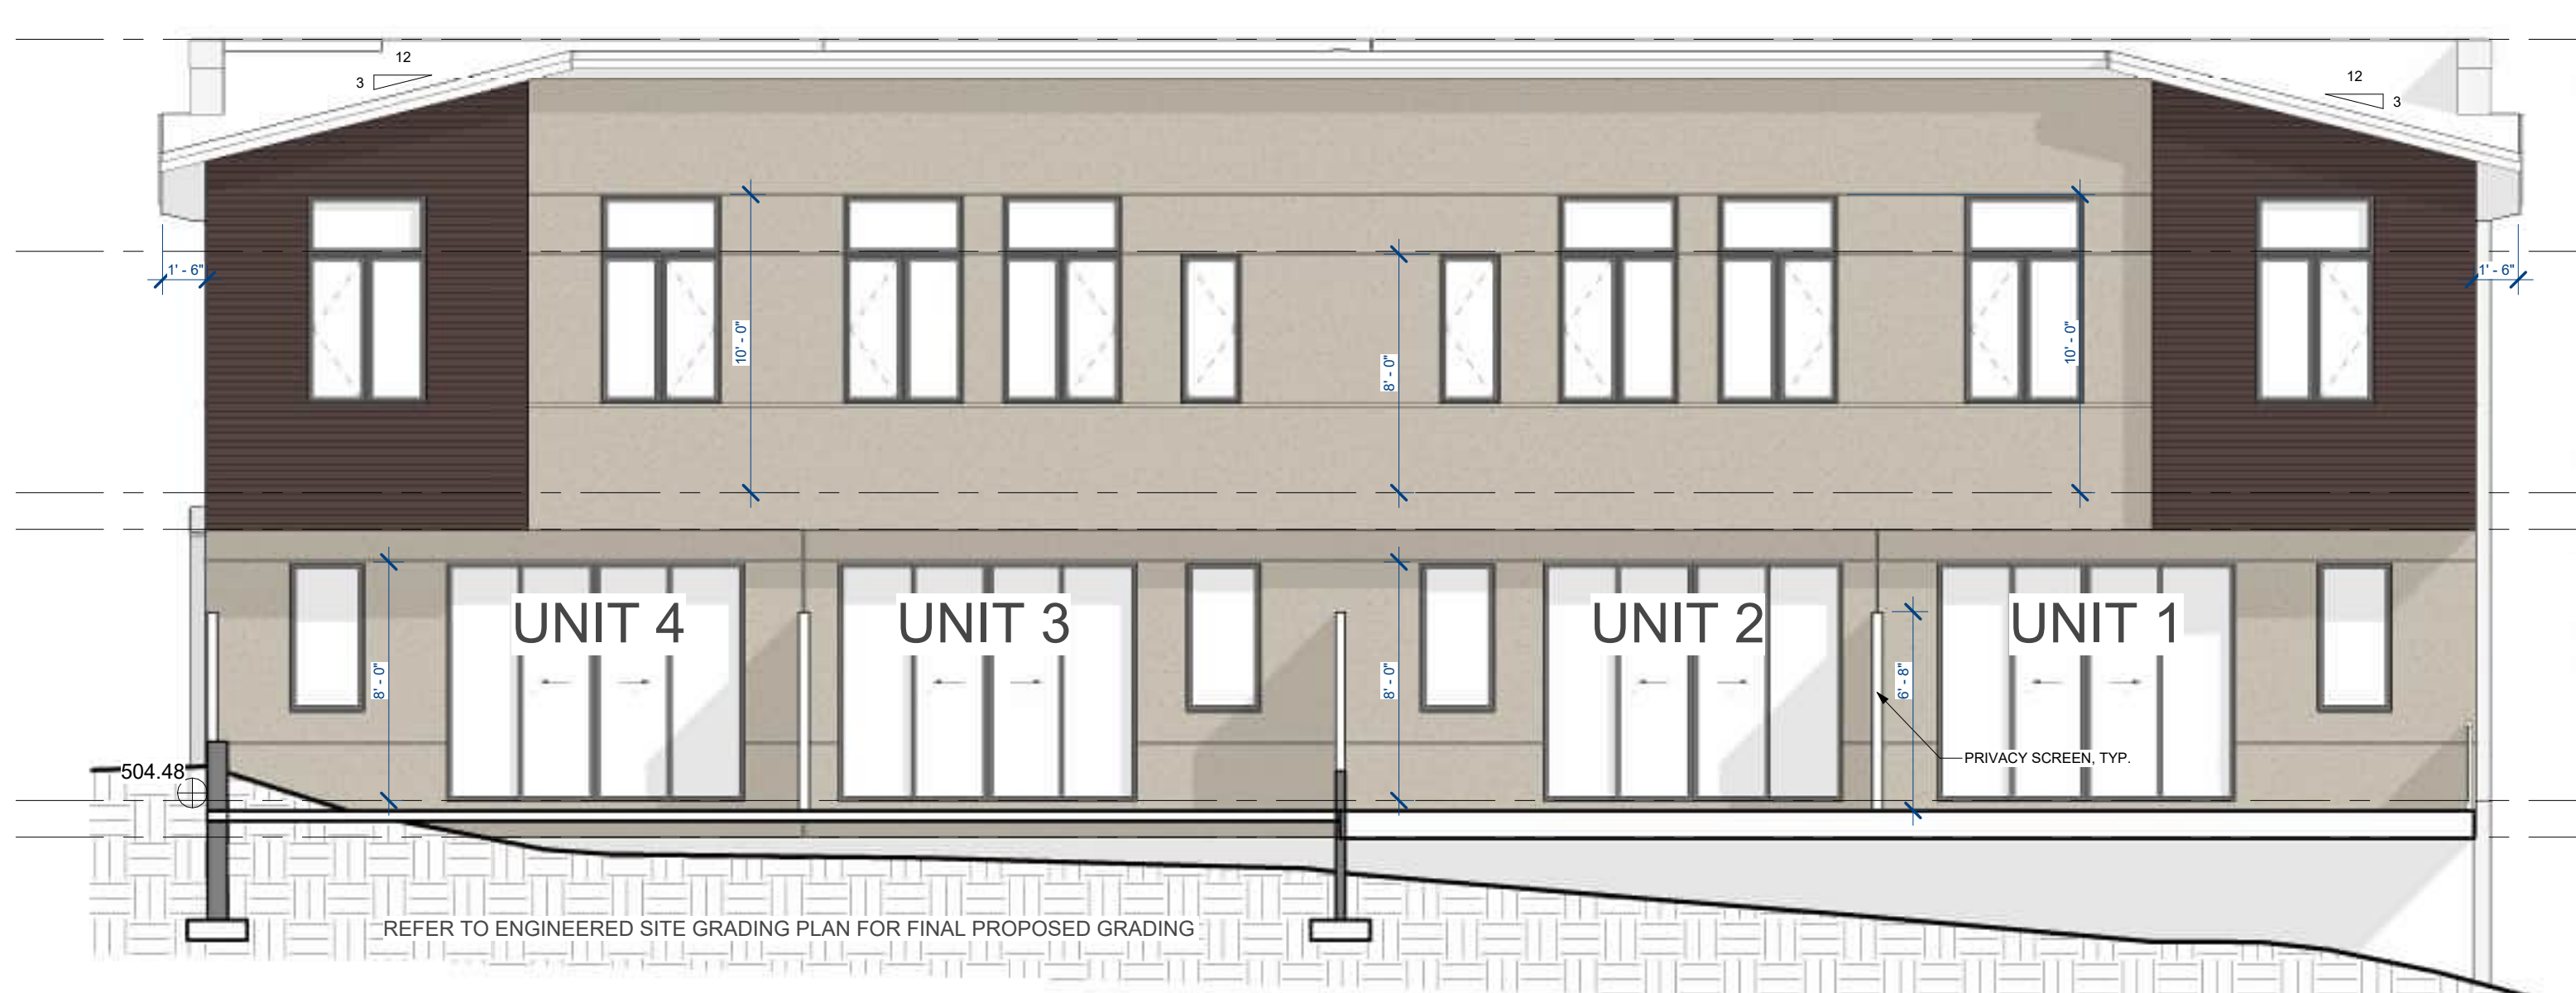 12
3
12
3
1' - 6"
1' - 6"
10' - 0"
8' - 0"
10' - 0"
UNIT 4
UNIT 3
UNIT 2
UNIT 1
8' - 0"
8' - 0"
6' - 8"
PRIVACY SCREEN, TYP.
504.48
REFER TO ENGINEERED SITE GRADING PLAN FOR FINAL PROPOSED GRADING